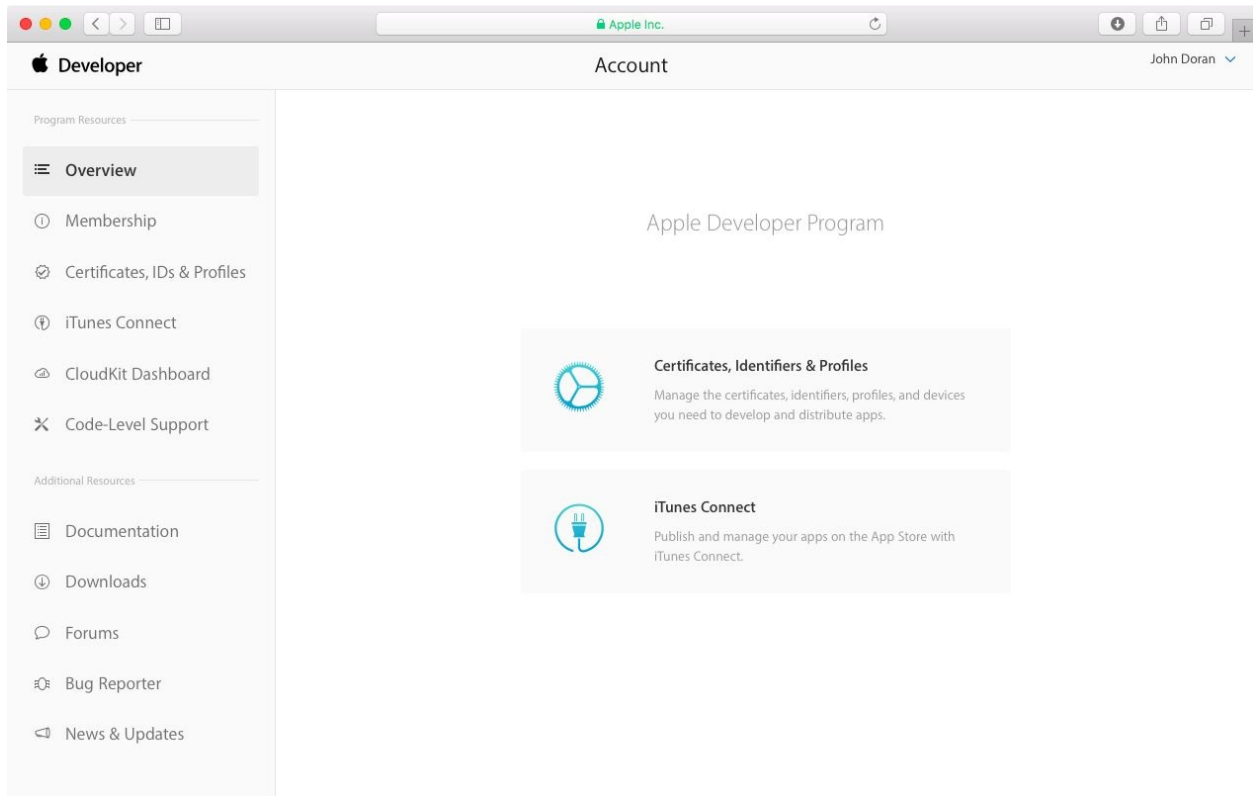 Apple Inc.
Developer
Account
John Doran
Program Resources
Overview
Membership
Certificates, IDs & Profiles
iTunes Connect
CloudKit Dashboard
Code-Level Support
Additional Resources
Documentation
Downloads
Forums
Bug Reporter
News & Updates
Apple Developer Program
Certificates, Identifiers & Profiles
Manage the certificates, identifiers, profiles, and devices
you need to develop and distribute apps.
iTunes Connect
Publish and manage your apps on the App Store with
iTunes Connect.